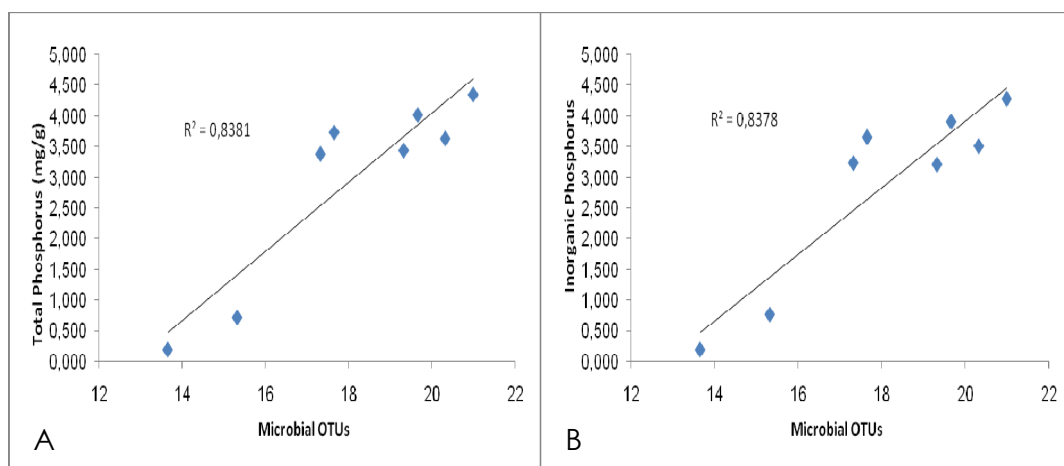 5,000
4,500
4,000
3,500
3,000
2,500
2,000
1,500
1,000
0,500
0,000
Total Phosphorus (mg/g)
R² = 0,8381
12 14 16 18 20 22
Microbial OTUs
A
5,000
4,500
4,000
3,500
3,000
2,500
2,000
1,500
1,000
0,500
0,000
Inorganic Phosphorus
R² = 0,8378
12 14 16 18 20 22
Microbial OTUs
B